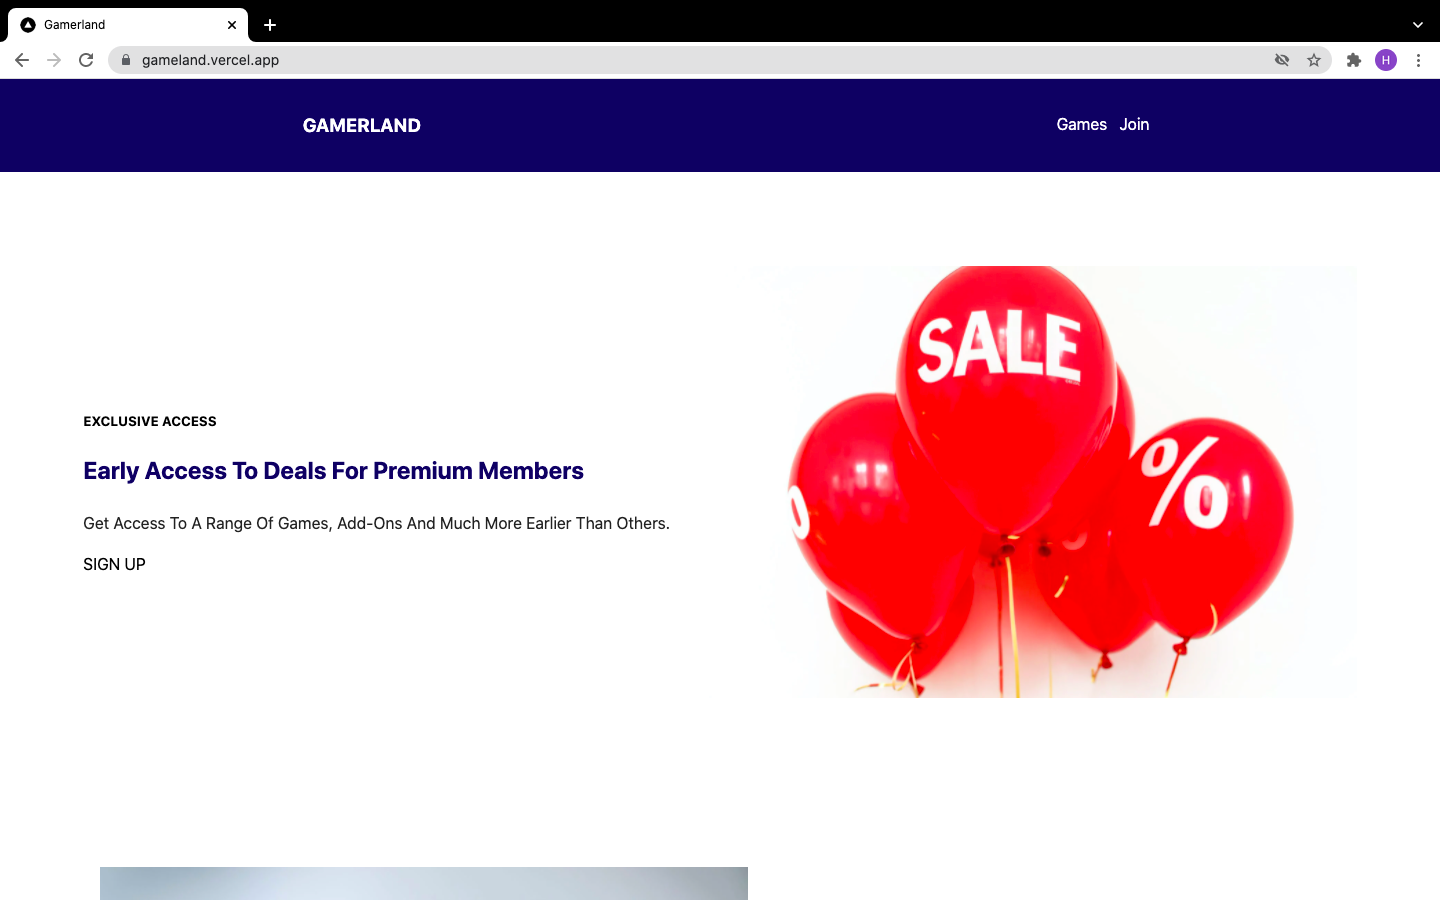 Gamerland
gameland.vercel.app
H
GAMERLAND
Games Join
EXCLUSIVE ACCESS
Early Access To Deals For Premium Members
Get Access To A Range Of Games, Add-Ons And Much More Earlier Than Others.
SIGN UP
SALE
%
0